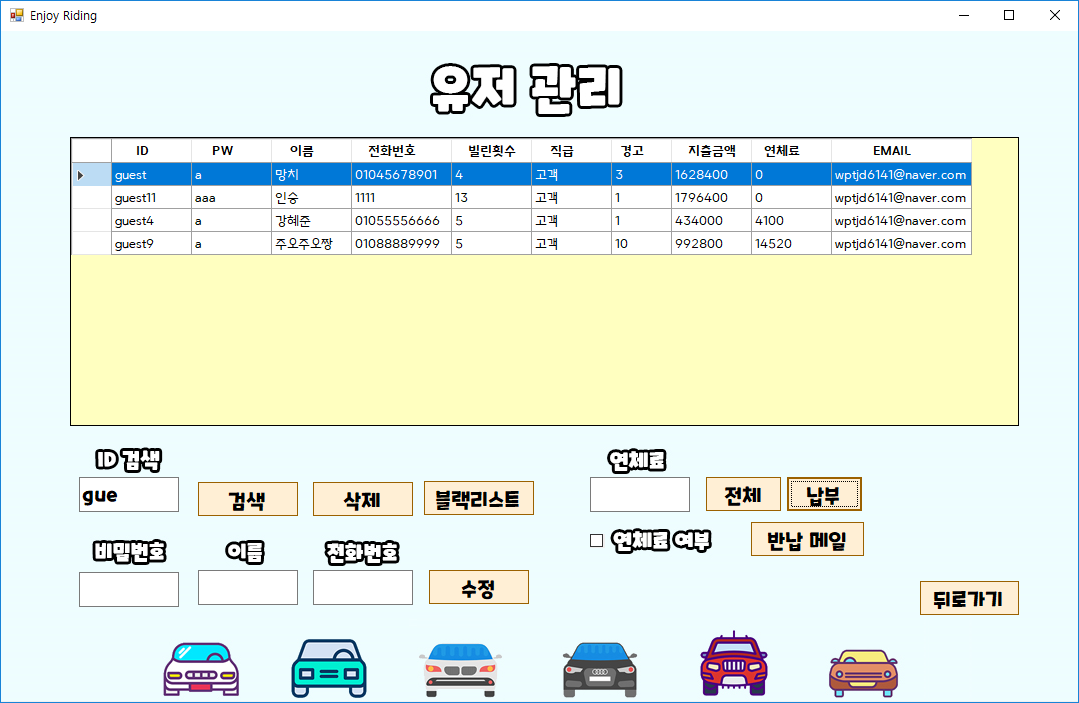 Enjoy Riding
유저 관리
ID PW 이름 전화번호 빌린횟수 직급 경고 지출금액 연체료 EMAIL
guest a 망치 01045678901 4 고객 3 1628400 0 wptjd6141@naver.com
guest11 aaa 인승 1111 13 고객 1 1796400 0 wptjd6141@naver.com
guest4 a 강혜준 01055556666 5 고객 1 434000 4100 wptjd6141@naver.com
guest9 a 주오주오짱 01088889999 5 고객 10 992800 14520 wptjd6141@naver.com
ID 검색 연체료
gue 검색 삭제 블랙리스트 전체 납부
비밀번호 이름 전화번호 연체료 여부 반납 메일
수정
뒤로가기